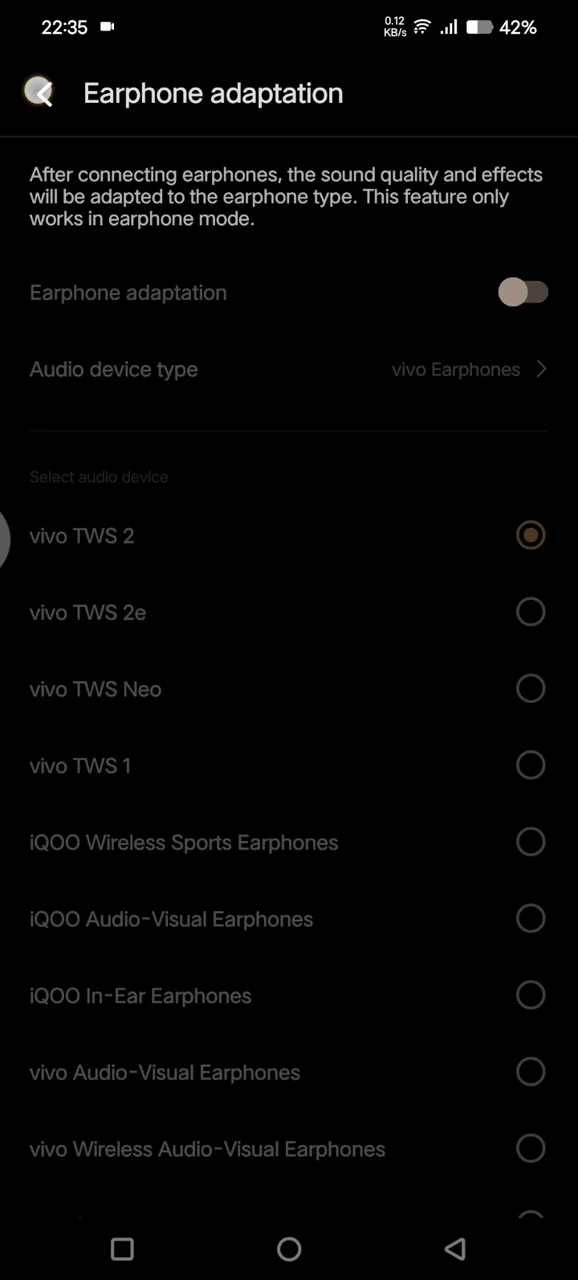 22:35
0.12
KB/s
42%
Earphone adaptation
After connecting earphones, the sound quality and effects
will be adapted to the earphone type. This feature only
works in earphone mode.
Earphone adaptation
Audio device type vivo Earphones
Select audio device
vivo TWS 2
vivo TWS 2e
vivo TWS Neo
vivo TWS 1
iQOO Wireless Sports Earphones
iQOO Audio-Visual Earphones
iQOO In-Ear Earphones
vivo Audio-Visual Earphones
vivo Wireless Audio-Visual Earphones